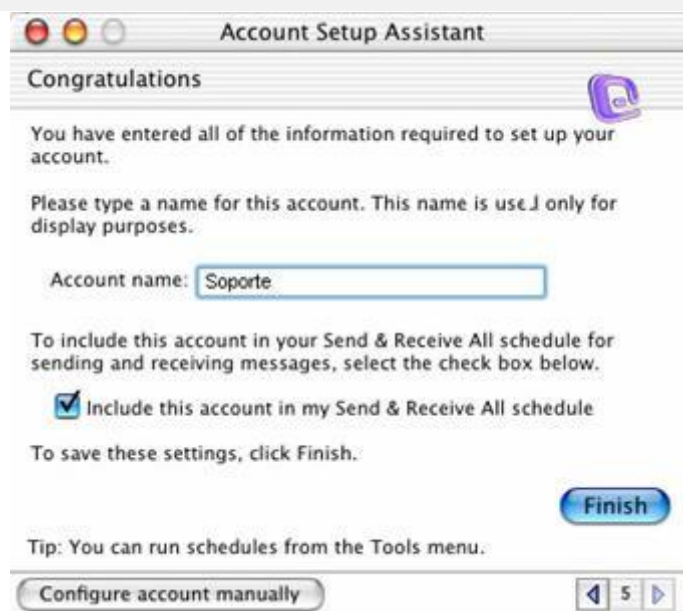 Account Setup Assistant
Congratulations
You have entered all of the information required to set up your
account.
Please type a name for this account. This name is used only for
display purposes.
Account name: Soporte
To include this account in your Send & Receive All schedule for
sending and receiving messages, select the check box below.
Include this account in my Send & Receive All schedule
To save these settings, click Finish.
Finish
Tip: You can run schedules from the Tools menu.
Configure account manually
5